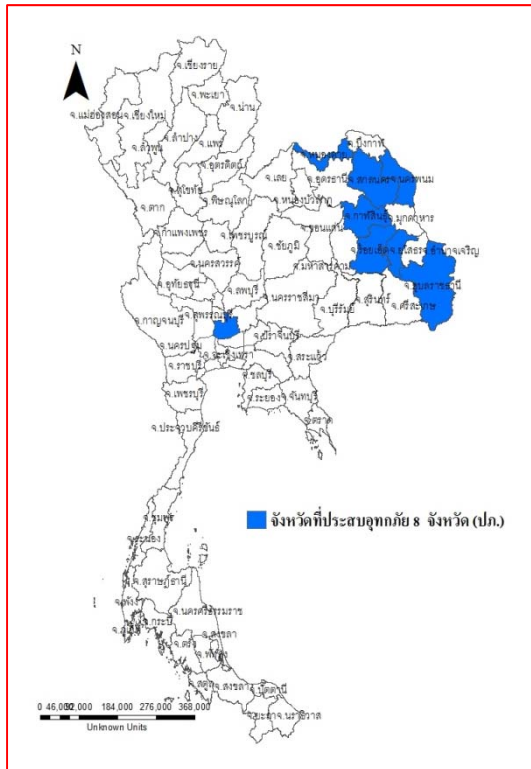 N
จ.เชียงราย
จ.พะเยา
จ.น่าน
จ.แม่ฮ่องสอน
จ.เชียงใหม่
จ.ลำปาง
จ.แพร่
จ.ลำพูน
จ.อุตรดิตถ์
จ.บึงกาฬ
จ.เลย
จ.อุดรธานี
จ.สกลนคร
จ.นครพนม
จ.สุโขทัย
จ.ตาก
จ.พิษณุโลก
จ.ขอนแก่น
จ.กาฬสินธุ์
จ.มุกดาหาร
จ.กำแพงเพชร
จ.เพชรบูรณ์
จ.ชัยภูมิ
จ.มหาสารคาม
จ.ร้อยเอ็ด
จ.ยโสธร
จ.อำนาจเจริญ
จ.นครสวรรค์
จ.อุทัยธานี
จ.ลพบุรี
จ.นครราชสีมา
จ.บุรีรัมย์
จ.สุรินทร์
จ.ศรีสะเกษ
จ.อุบลราชธานี
จ.กาญจนบุรี
จ.สุพรรณบุรี
จ.ปราจีนบุรี
จ.นครปฐม
จ.ฉะเชิงเทรา
จ.สระแก้ว
จ.ราชบุรี
จ.ชลบุรี
จ.เพชรบุรี
จ.ระยอง
จ.จันทบุรี
จ.ตราด
จ.ประจวบคีรีขันธ์
จังหวัดที่ประสบอุทกภัย 8 จังหวัด (ปภ.)
จ.ชุมพร
จ.ระนอง
จ.สุราษฎ์ธานี
จ.พังงา
จ.นครศรีธรรมราช
จ.กระบี่
จ.ตรัง
จ.สงขลา
จ.สตูล
จ.สงขลา
จ.ปัตตานี
จ.ยะลา
จ.นราธิวาส
184,000 276,000 368,000
Unknown Units